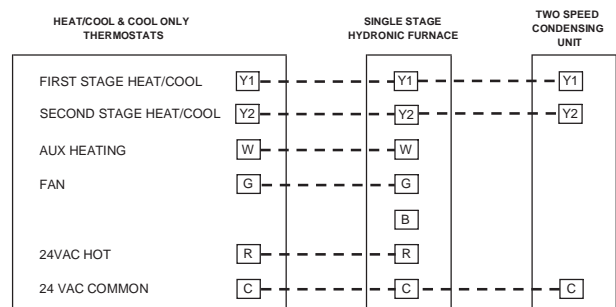 HEAT/COOL & COOL ONLY
THERMOSTATS
SINGLE STAGE
HYDRONIC FURNACE
TWO SPEED
CONDENSING
UNIT
FIRST STAGE HEAT/COOL Y1 Y1 Y1
SECOND STAGE HEAT/COOL Y2 Y2 Y2
AUX HEATING W W
FAN G G
B
24VAC HOT R R
24 VAC COMMON C C C